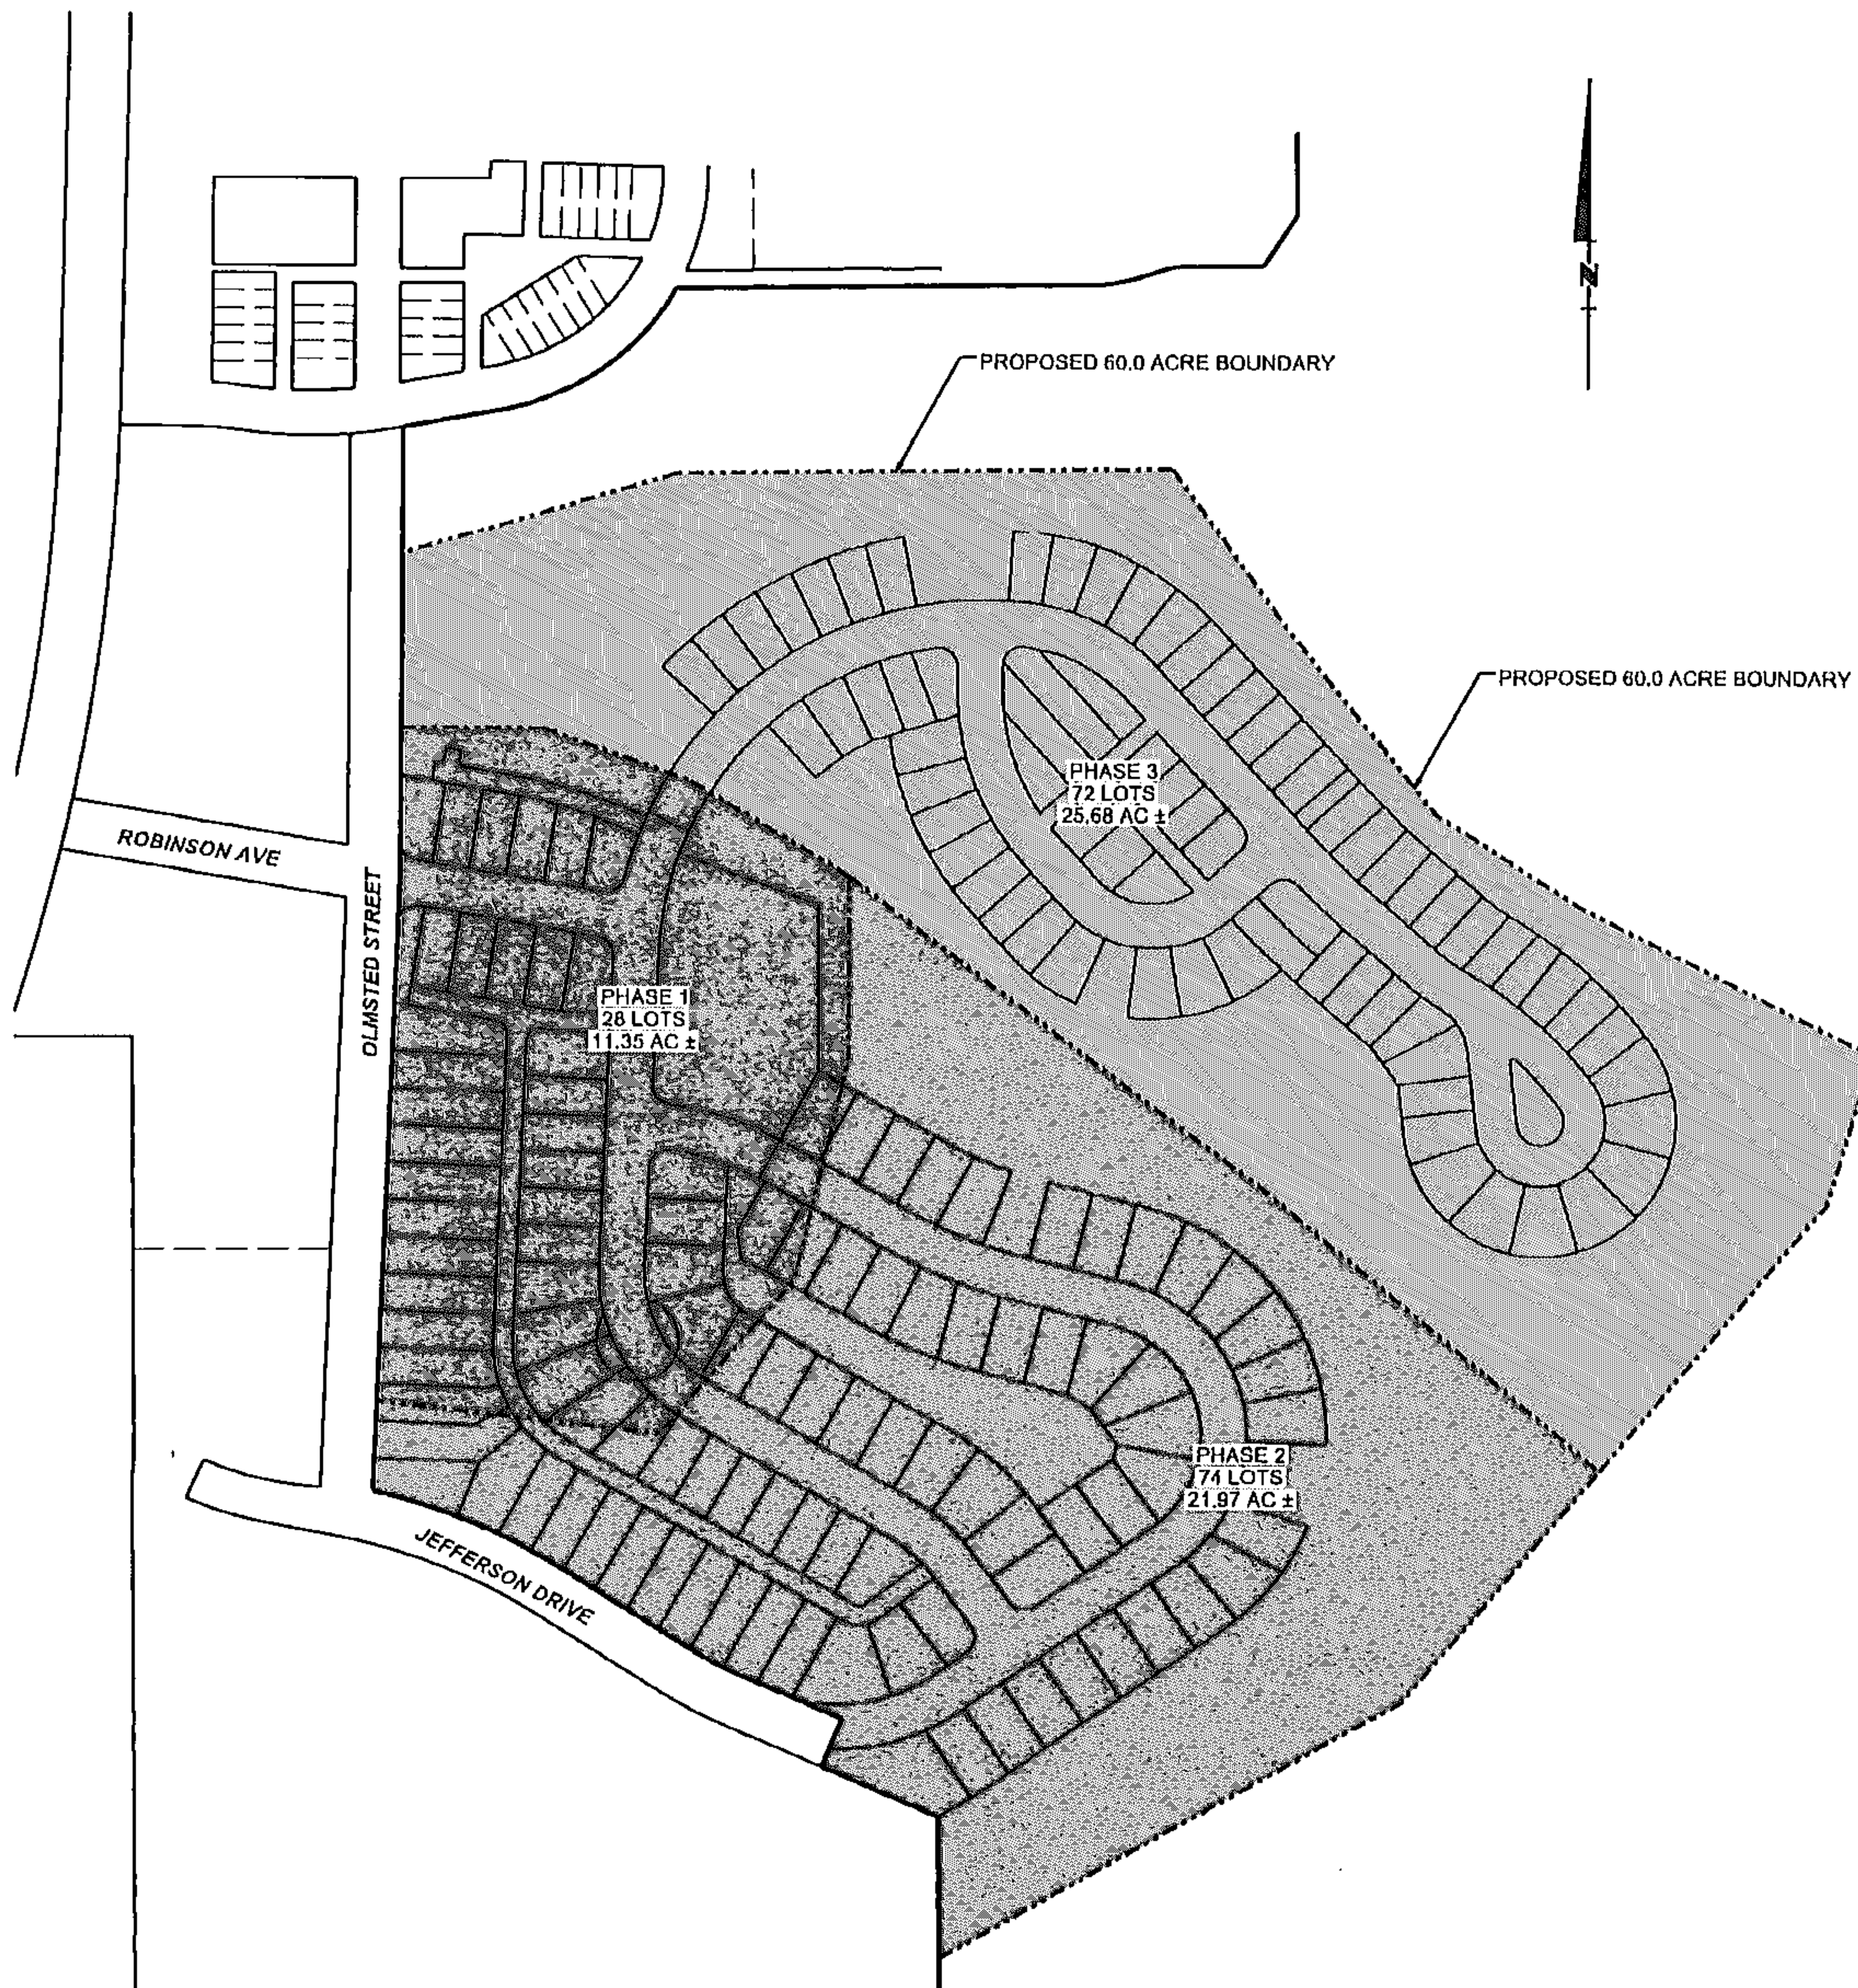 N
PROPOSED 60.0 ACRE BOUNDARY
PROPOSED 60.0 ACRE BOUNDARY
PHASE 3
72 LOTS
25.68 AC ±
ROBINSON AVE
OLMSTED STREET
PHASE 1
28 LOTS
11.35 AC ±
PHASE 2
74 LOTS
21.97 AC ±
JEFFERSON DRIVE